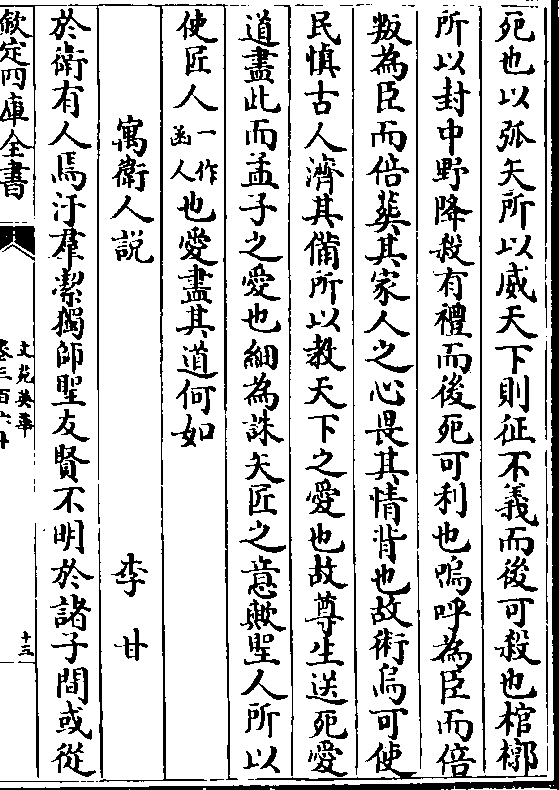 死也以弧矢所以威天下則征不義而後可殺也棺槨
所以封中野降殺有禮而後死可利也嗚呼為臣而倍
叛為臣而倍葬其家人之心畏其情背也故術烏可使
民慎古人濟其備所以教天下之愛也故尊生送死愛
道盡此而孟子之愛也細為誅矢匠之意歟聖人所以
使匠人一作函人也愛盡其道何如
寓衛人説 李甘
於衛有人焉汙羣潔獨師聖友賢不明於諸子間或從
欽定四庫全書
文苑英華
卷三百六十
十三